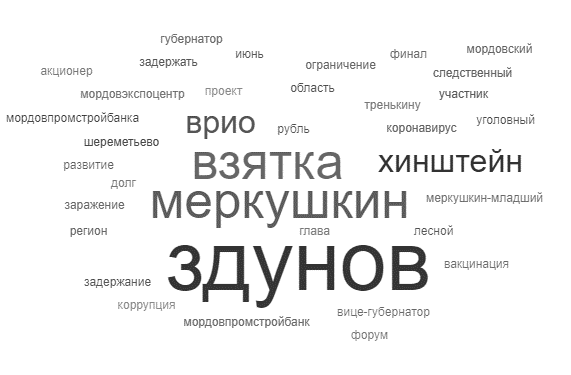 губернатор
июнь
финал
мордовский
задержать
ограничение
акционер
следственный
область
мордовэкспоцентр
проект
участник
тренькину
мордовпромстройбанка
врио
рубль
коронавирус
уголовный
шереметьево
взятка
хинштейн
развитие
долг
меркушкин
меркушкин-младший
заражение
регион
глава
лесной
здунов
вакцинация
задержание
коррупция
вице-губернатор
мордовпромстройбанк
форум